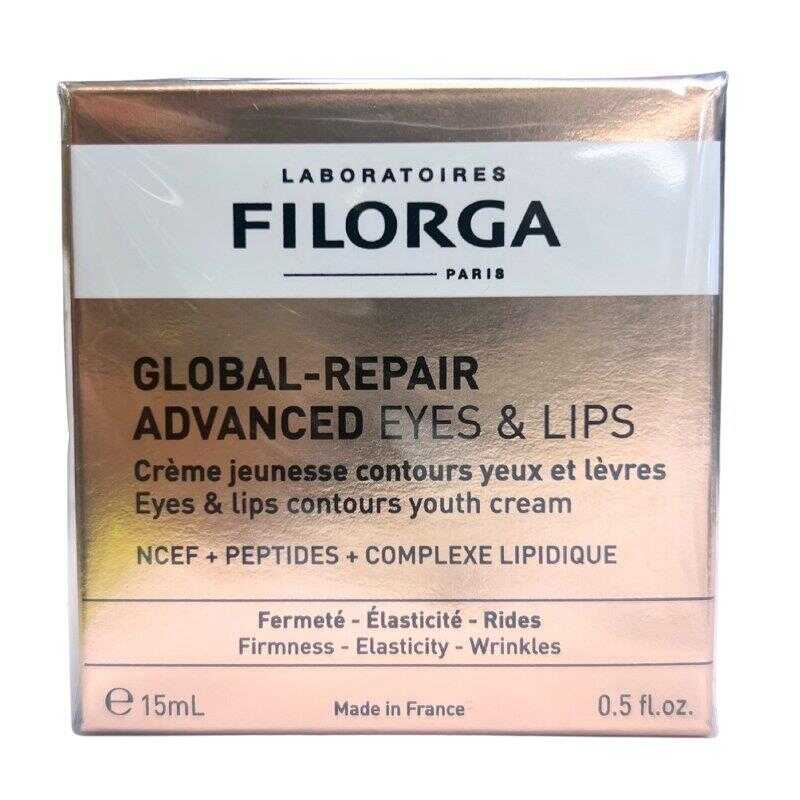 LABORATOIRES
FILORGA
PARIS
GLOBAL-REPAIR
ADVANCED EYES & LIPS
Crème jeunesse contours yeux et lèvres
Eyes & lips contours youth cream
NCEF + PEPTIDES + COMPLEXE LIPIDIQUE
Fermeté - Élasticité - Rides
Firmness - Elasticity - Wrinkles
℮ 15mL Made in France 0.5 fl.oz.